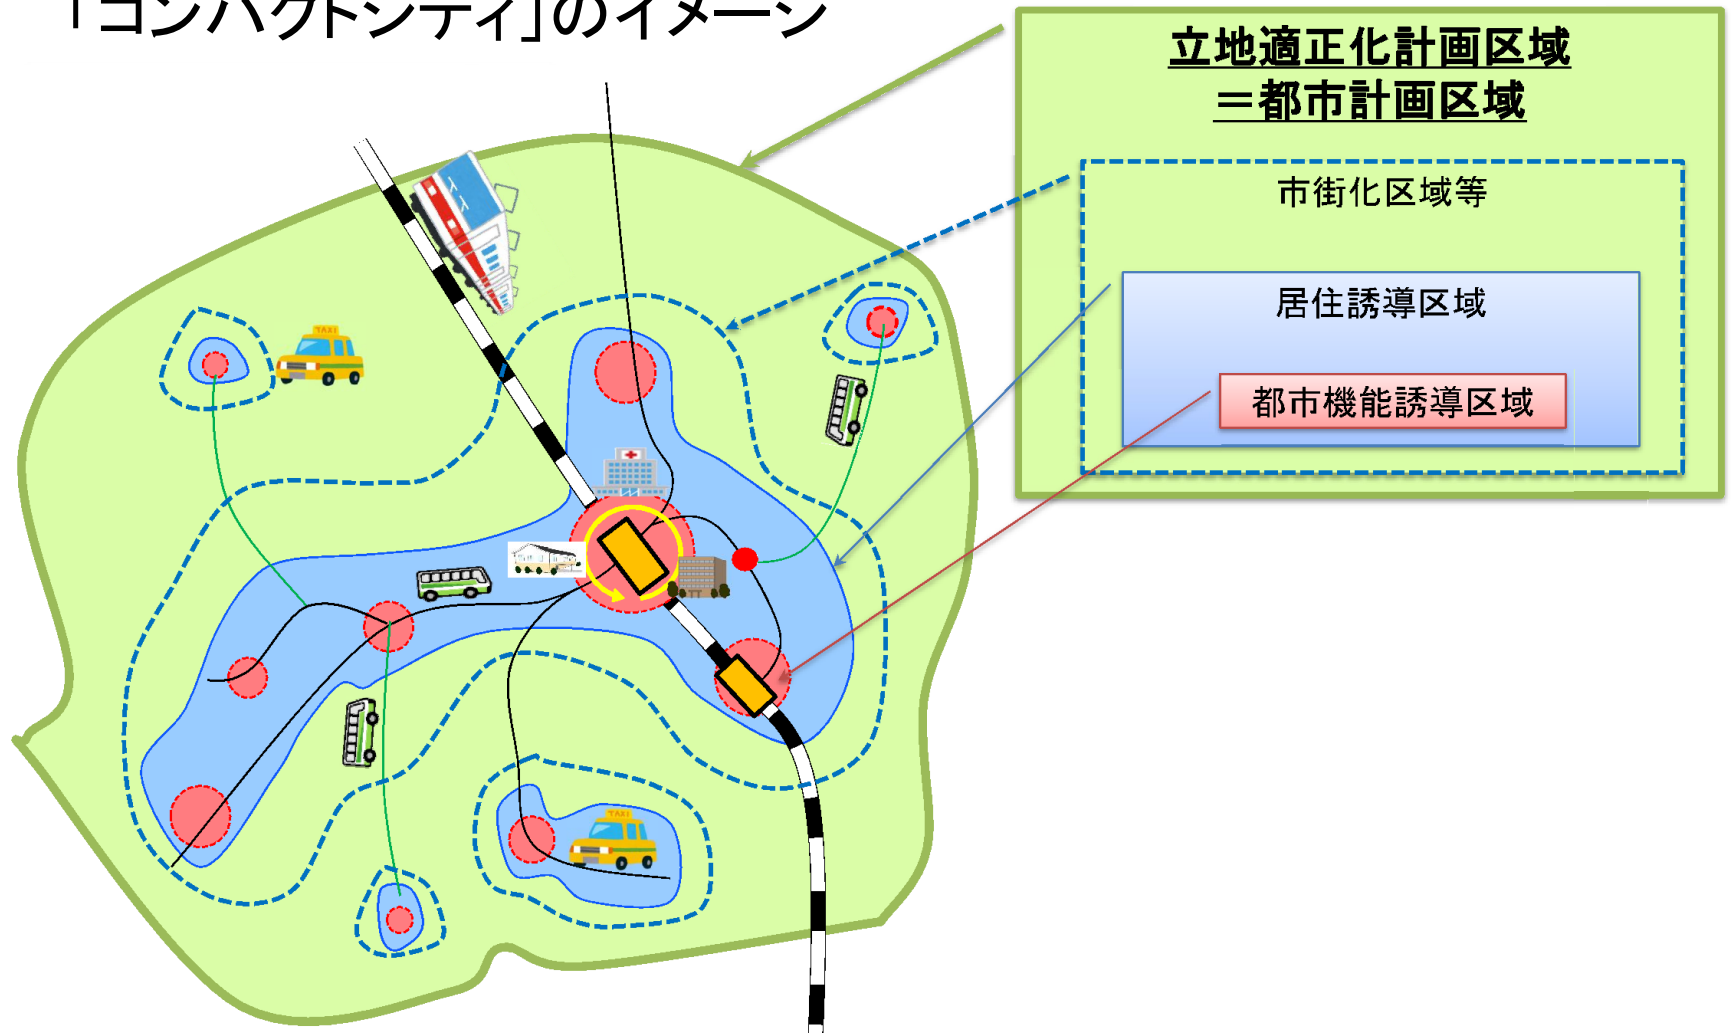 「コンパクトシティ」のイメージ
立地適正化計画区域
＝都市計画区域
市街化区域等
居住誘導区域
都市機能誘導区域
TAXI
TAXI